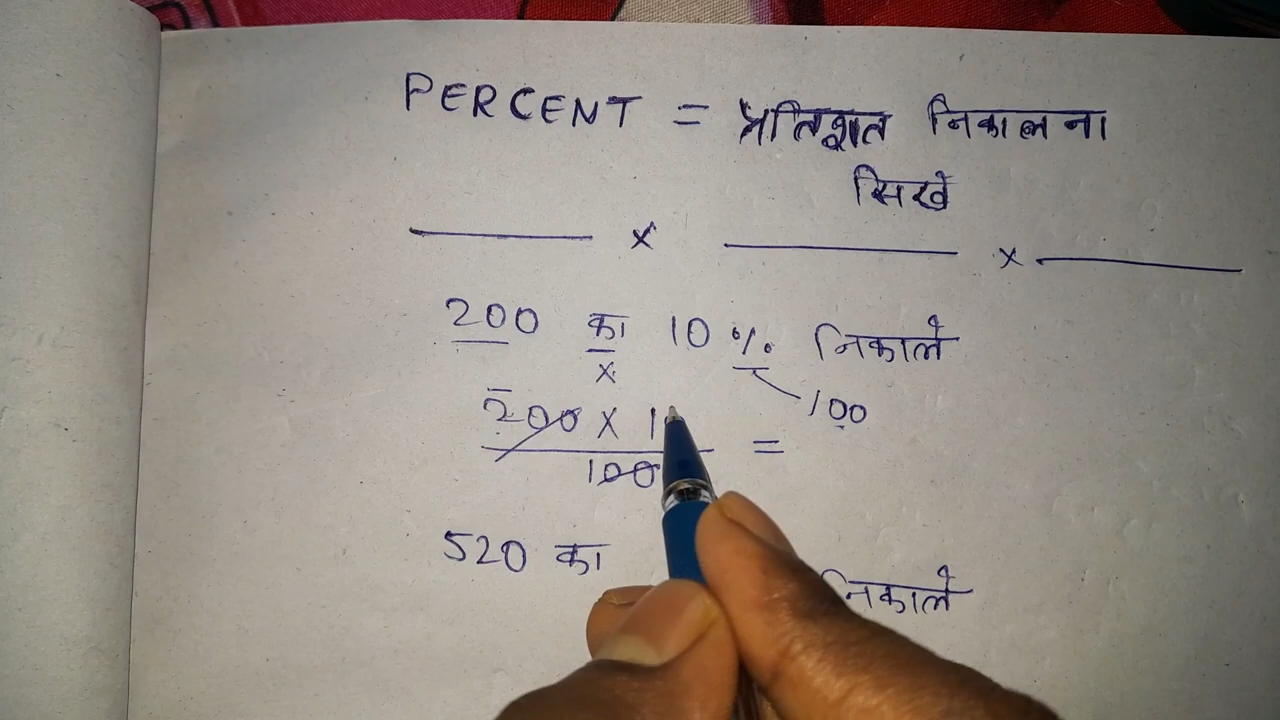 PERCENT = प्रतिशत निकालना
सिखें
x x
200 का 10 % निकाले
x
200 X 1 =
100
100
520 का निकाले